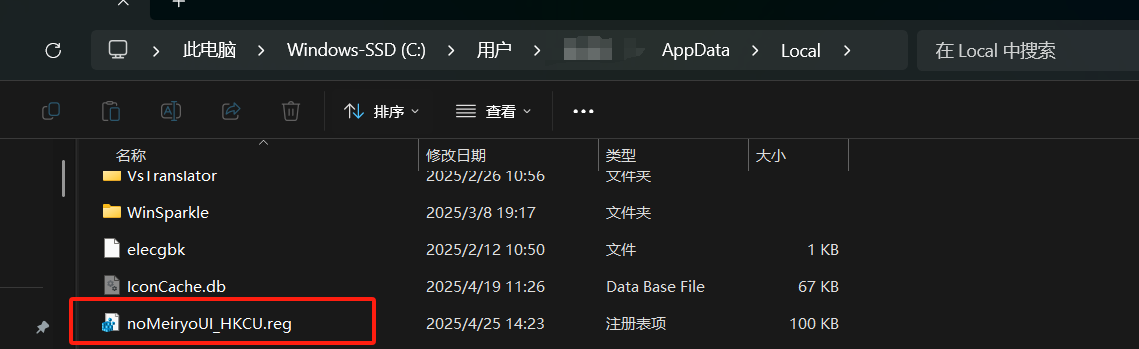 此电脑 > Windows-SSD (C:) > 用户 > AppData > Local >
在 Local 中搜索
排序 查看 ...
名称 修改日期 类型 大小
VsTranslator 2025/2/26 10:56 文件夹
WinSparkle 2025/3/8 19:17 文件夹
elecgbk 2025/2/12 10:50 文件 1 KB
IconCache.db 2025/4/19 11:26 Data Base File 67 KB
noMeiryoUI_HKCU.reg 2025/4/25 14:23 注册表项 100 KB